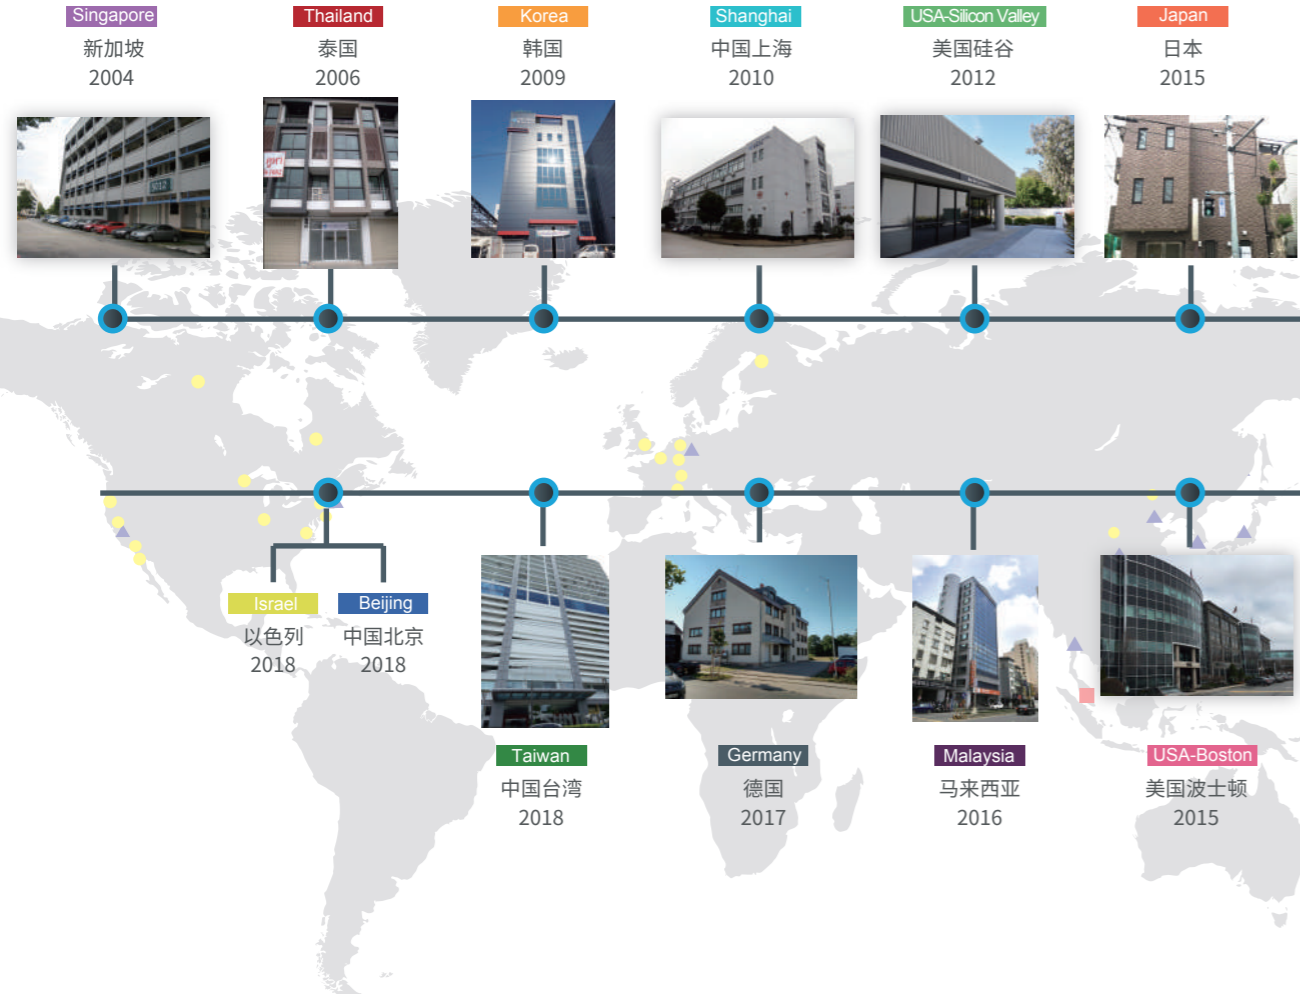 Singapore
新加坡
2004
Thailand
泰国
2006
Korea
韩国
2009
Shanghai
中国上海
2010
USA-Silicon Valley
美国硅谷
2012
Japan
日本
2015
Israel
以色列
2018
Beijing
中国北京
2018
Taiwan
中国台湾
2018
Germany
德国
2017
Malaysia
马来西亚
2016
USA-Boston
美国波士顿
2015